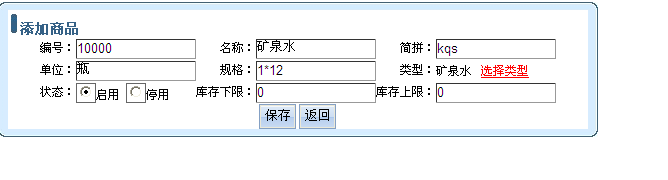 添加商品
编号：10000 名称：矿泉水 简拼：kqs
单位：瓶 规格：1*12 类型：矿泉水 选择类型
状态：启用 停用 库存下限：0 库存上限：0
保存 返回